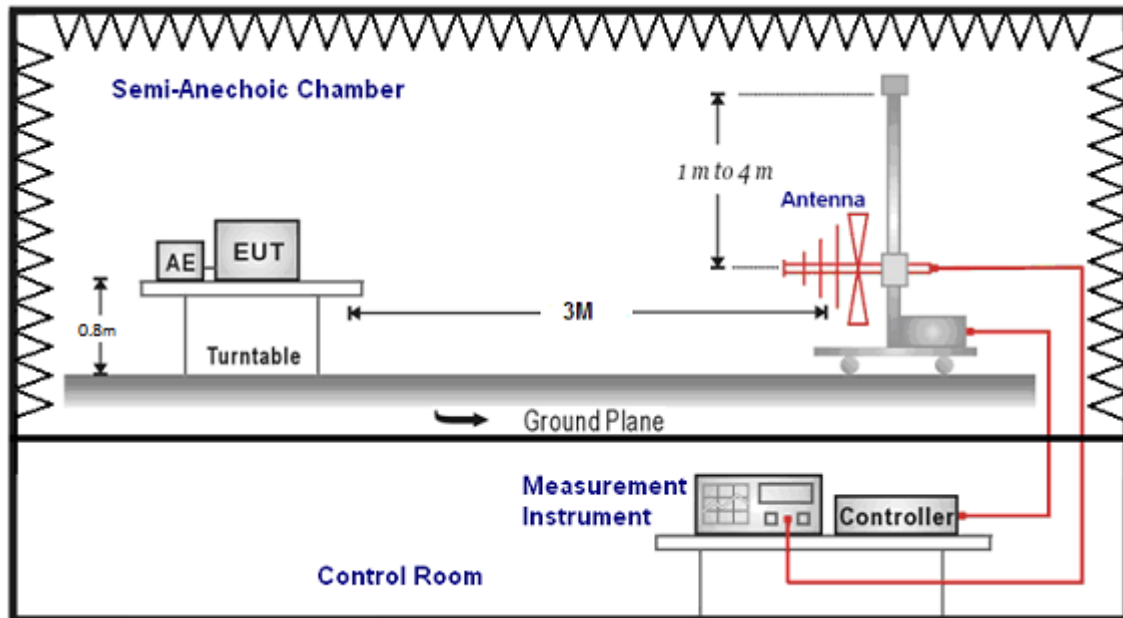 Semi-Anechoic Chamber
1 m to 4 m
Antenna
AE
EUT
0.8m
3M
Turntable
Ground Plane
Measurement
Instrument
Controller
Control Room